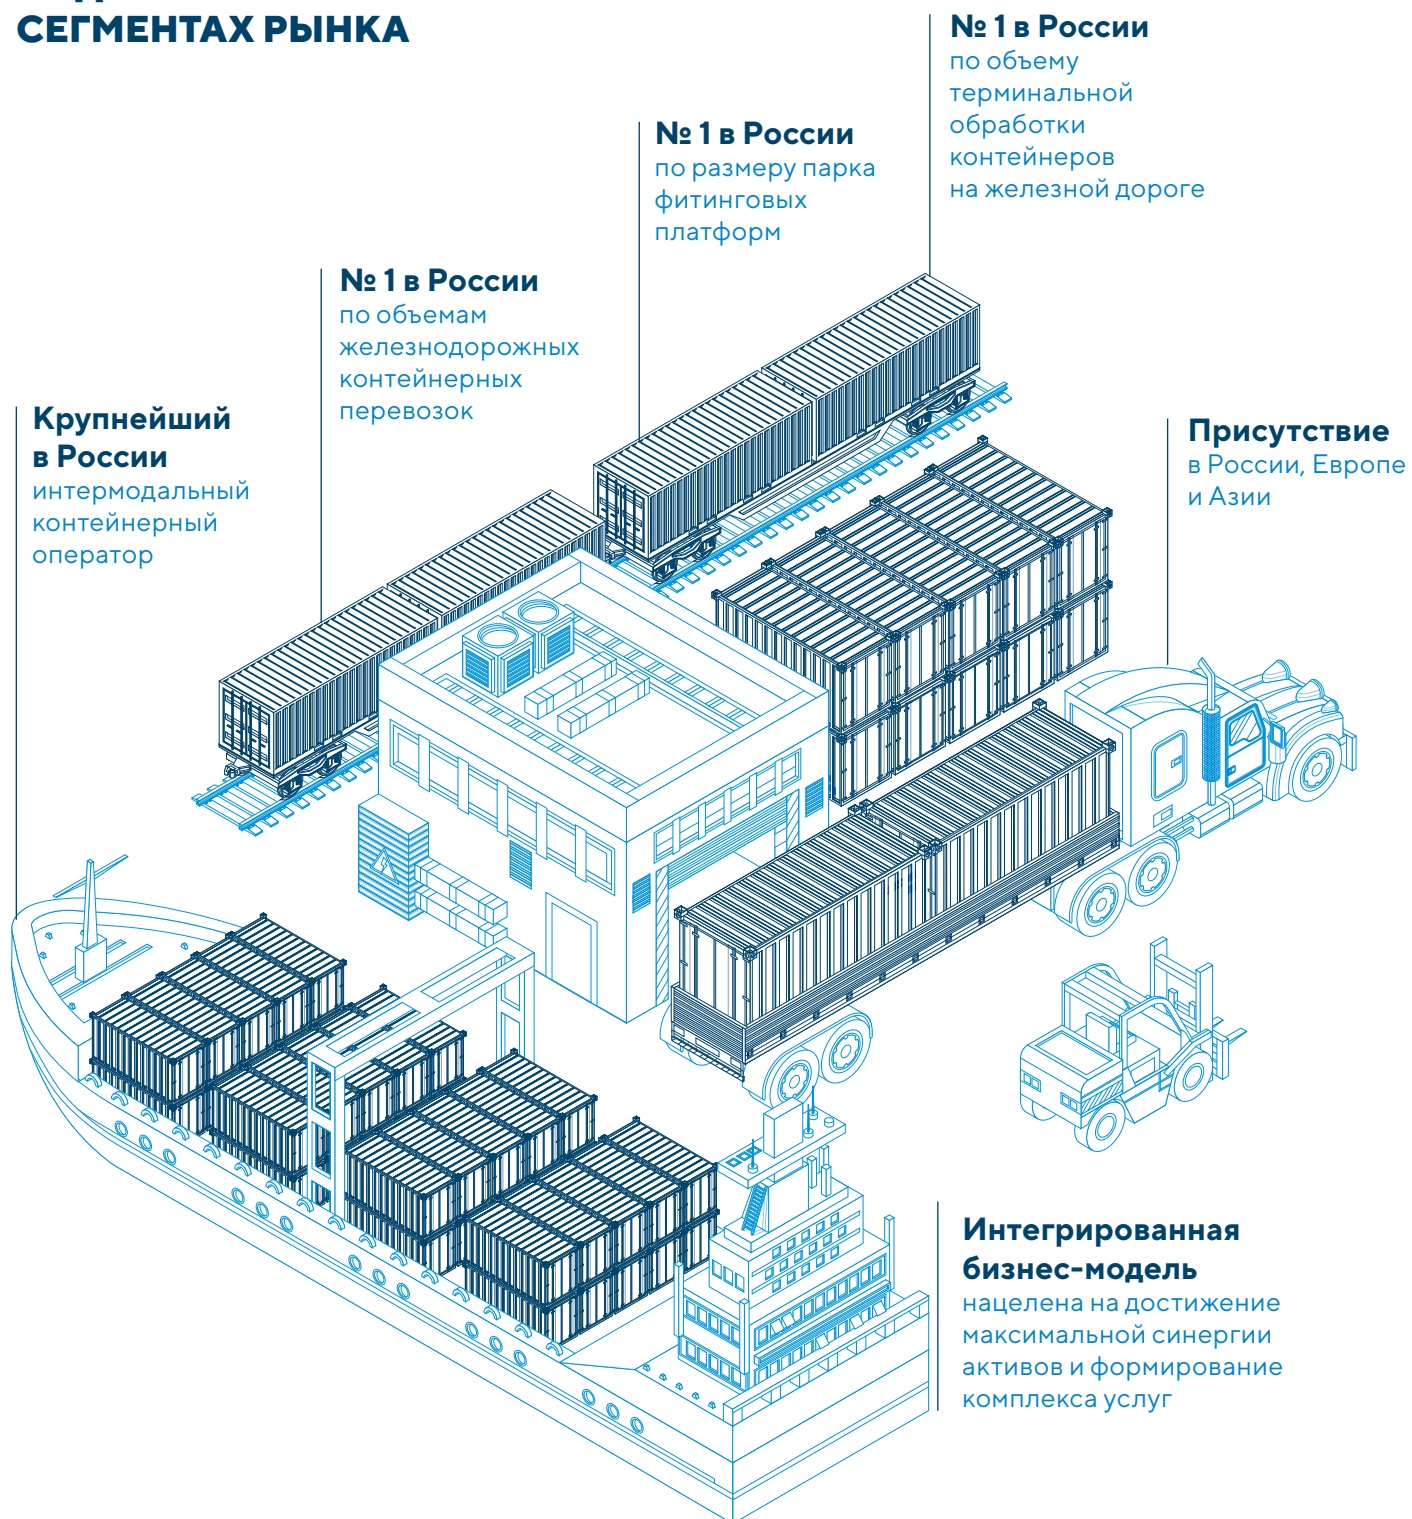 СЕГМЕНТАХ РЫНКА
№ 1 в России
по объему
терминальной
обработки
контейнеров
на железной дороге
№ 1 в России
по размеру парка
фитинговых
платформ
№ 1 в России
по объемам
железнодорожных
контейнерных
перевозок
Крупнейший
в России
интермодальный
контейнерный
оператор
Присутствие
в России, Европе
и Азии
Интегрированная
бизнес-модель
нацелена на достижение
максимальной синергии
активов и формирование
комплекса услуг